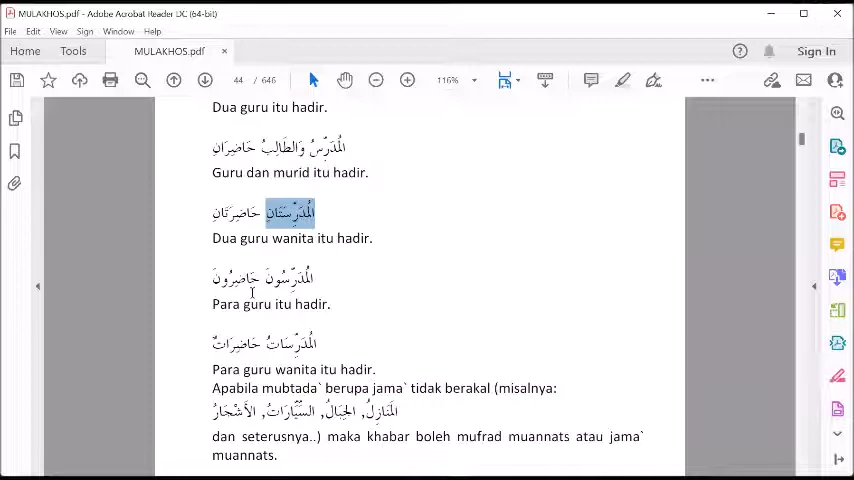 MULAKHOS.pdf - Adobe Acrobat Reader DC (64-bit)
File Edit View Sign Window Help
Home Tools MULAKHOS.pdf × Sign In
44 / 646 116%
Dua guru itu hadir.
الْمُدَرِّسُ وَالطَالِبُ حَاضِرَانِ
Guru dan murid itu hadir.
الْمُدَرِّسَتَانِ حَاضِرَتَانِ
Dua guru wanita itu hadir.
الْمُدَرِّسُونَ حَاضِرُونَ
Para guru itu hadir.
الْمُدَرِّسَاتُ حَاضِرَاتٌ
Para guru wanita itu hadir.
Apabila mubtada` berupa jama` tidak berakal (misalnya:
الْمَنَازِلُ, الْجِبَالُ, السَّيَّارَاتُ, الأَشْجَارُ
dan seterusnya..) maka khabar boleh mufrad muannats atau jama`
muannats.